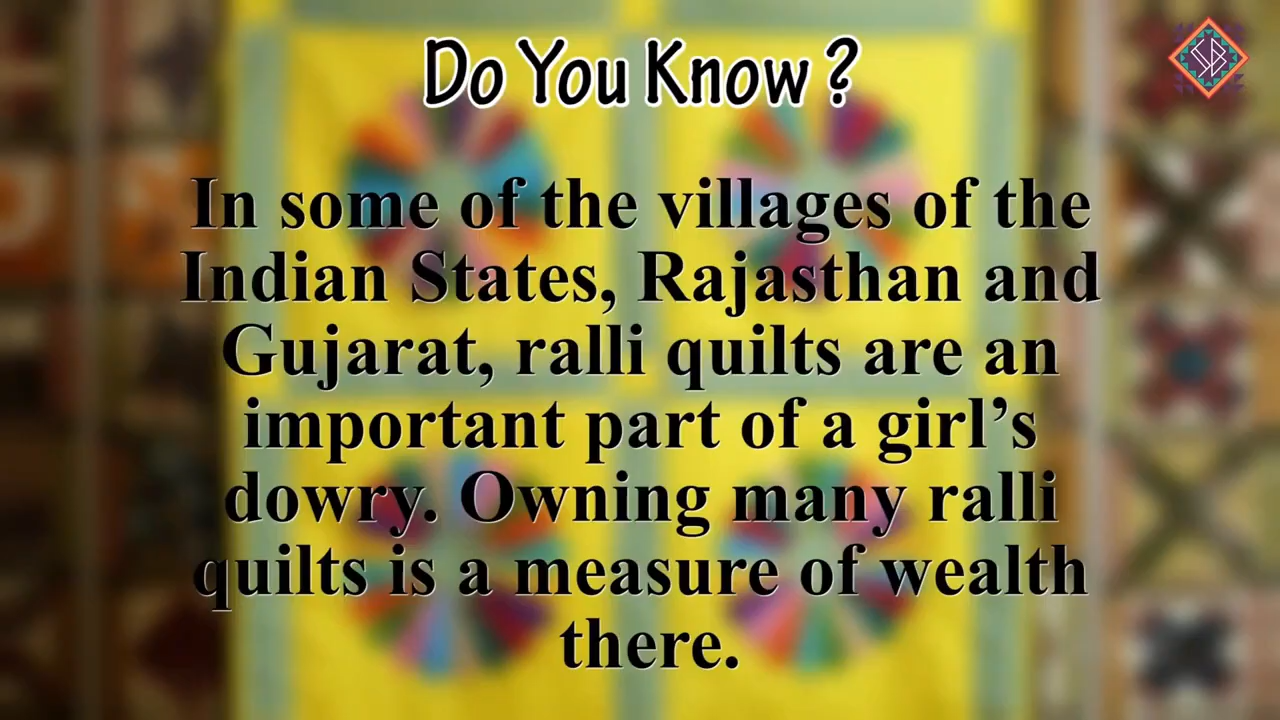 Do You Know ?
In some of the villages of the
Indian States, Rajasthan and
Gujarat, ralli quilts are an
important part of a girl’s
dowry. Owning many ralli
quilts is a measure of wealth
there.